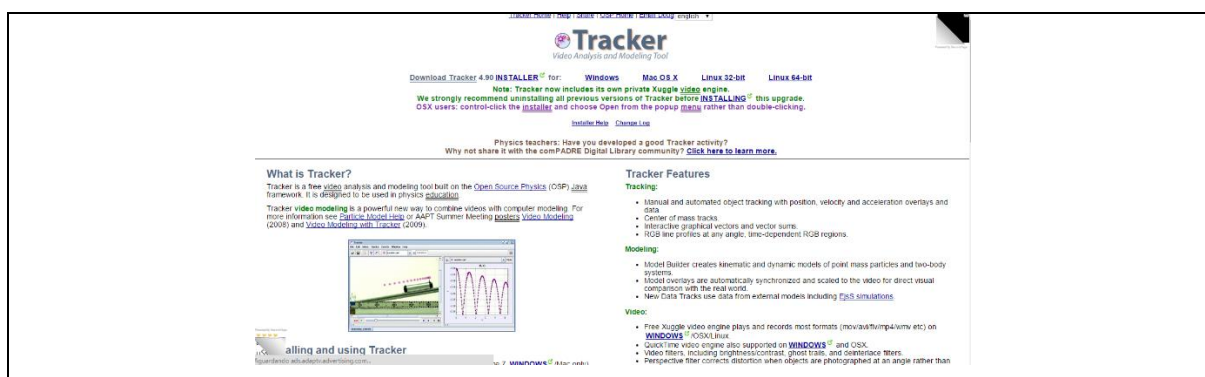 Tracker Home | Help | Share | OSP Home | Email Doug english
Tracker
Video Analysis and Modeling Tool
Download Tracker 4.90 INSTALLER for: Windows Mac OS X Linux 32-bit Linux 64-bit
Note: Tracker now includes its own private Xuggle video engine.
We strongly recommend uninstalling all previous versions of Tracker before INSTALLING this upgrade.
OSX users: control-click the installer and choose Open from the popup menu rather than double-clicking.
Installer Help Change Log
Physics teachers: Have you developed a good Tracker activity?
Why not share it with the comPADRE Digital Library community? Click here to learn more.
What is Tracker?
Tracker is a free video analysis and modeling tool built on the Open Source Physics (OSP) Java
framework. It is designed to be used in physics education
Tracker video modeling is a powerful new way to combine videos with computer modeling. For
more information see Particle Model Help or AAPT Summer Meeting posters Video Modeling
(2008) and Video Modeling with Tracker (2009).
alling and using Tracker
guardando ads.adaptv.advertising.com...
7, WINDOWS (Mac only)
Tracker Features
Tracking:
• Manual and automated object tracking with position, velocity and acceleration overlays and
data
• Center of mass tracks.
• Interactive graphical vectors and vector sums.
• RGB line profiles at any angle, time-dependent RGB regions.
Modeling:
• Model Builder creates kinematic and dynamic models of point mass particles and two-body
systems.
• Model overlays are automatically synchronized and scaled to the video for direct visual
comparison with the real world.
• New Data Tracks use data from external models including EjsS simulations.
Video:
• Free Xuggle video engine plays and records most formats (mov/avi/flv/mp4/wmv etc) on
WINDOWS /OSX/Linux
• QuickTime video engine also supported on WINDOWS and OSX.
• Video filters, including brightness/contrast, ghost trails, and deinterlace filters.
• Perspective filter corrects distortion when objects are photographed at an angle rather than